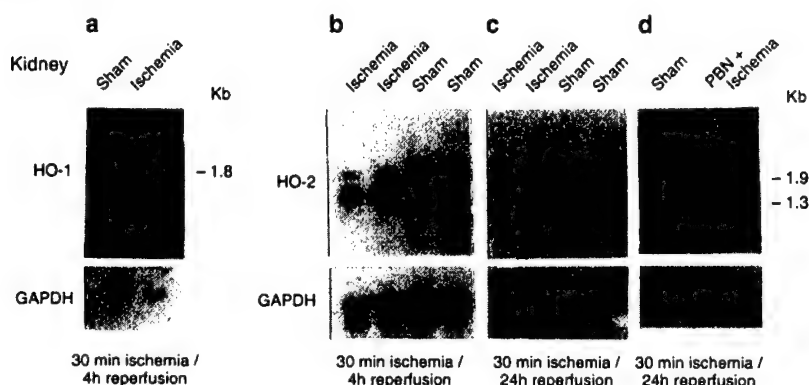 a
b
c
d
Kidney
Sham
Ischemia
Kb
Ischemia
Ischemia
Sham
Sham
Ischemia
Ischemia
Sham
Sham
Sham
PBN +
Ischemia
HO-1
- 1.8
HO-2
- 1.9
- 1.3
GAPDH
GAPDH
30 min ischemia /
4h reperfusion
30 min ischemia /
4h reperfusion
30 min ischemia /
24h reperfusion
30 min ischemia /
24h reperfusion